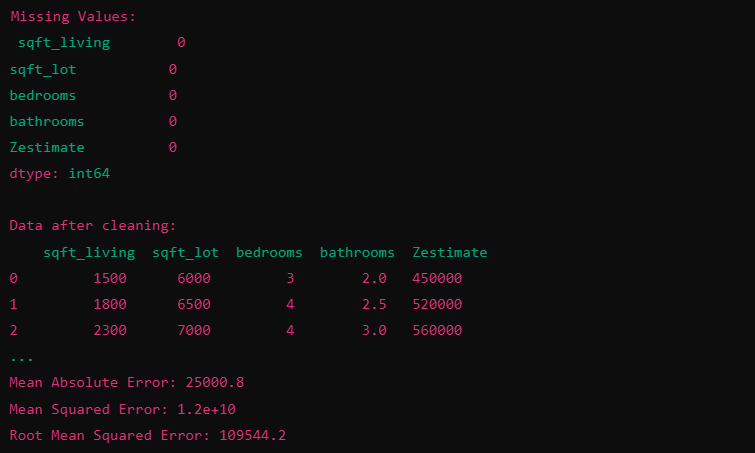 Missing Values:
sqft_living 0
sqft_lot 0
bedrooms 0
bathrooms 0
Zestimate 0
dtype: int64
Data after cleaning:
sqft_living sqft_lot bedrooms bathrooms Zestimate
0 1500 6000 3 2.0 450000
1 1800 6500 4 2.5 520000
2 2300 7000 4 3.0 560000
...
Mean Absolute Error: 25000.8
Mean Squared Error: 1.2e+10
Root Mean Squared Error: 109544.2